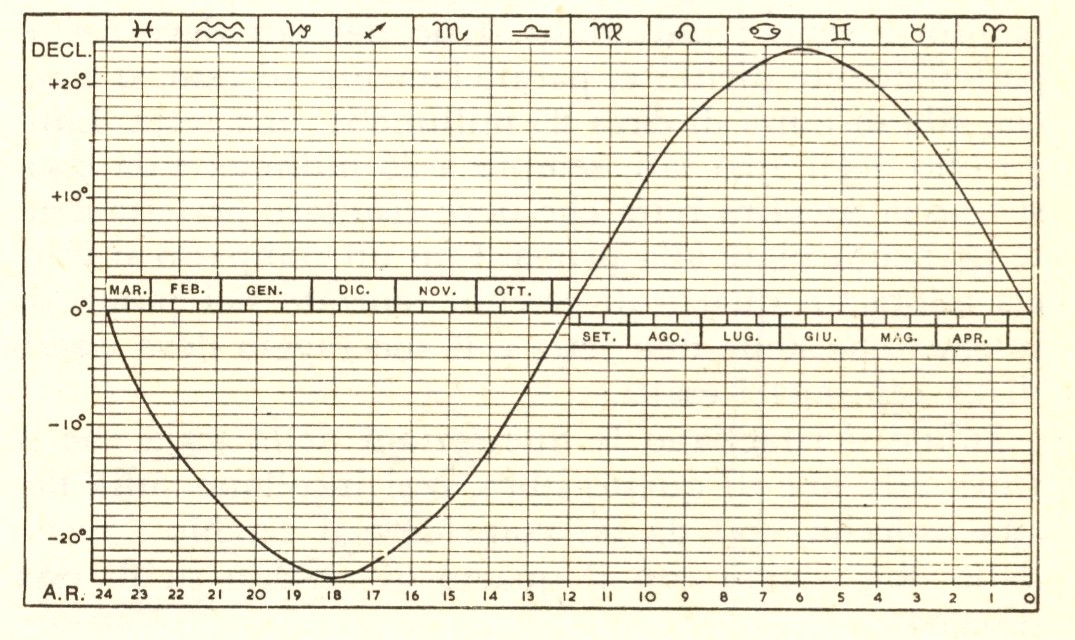 ♓ ♒ ♑ ♐ ♏ ♎ ♍ ♌ ♋ ♊ ♉ ♈
DECL.
+20°
+10°
MAR. FEB. GEN. DIC. NOV. OTT.
0°
SET. AGO. LUG. GIU. MAG. APR.
-10°
-20°
A.R. 24 23 22 21 20 19 18 17 16 15 14 13 12 11 10 9 8 7 6 5 4 3 2 1 0